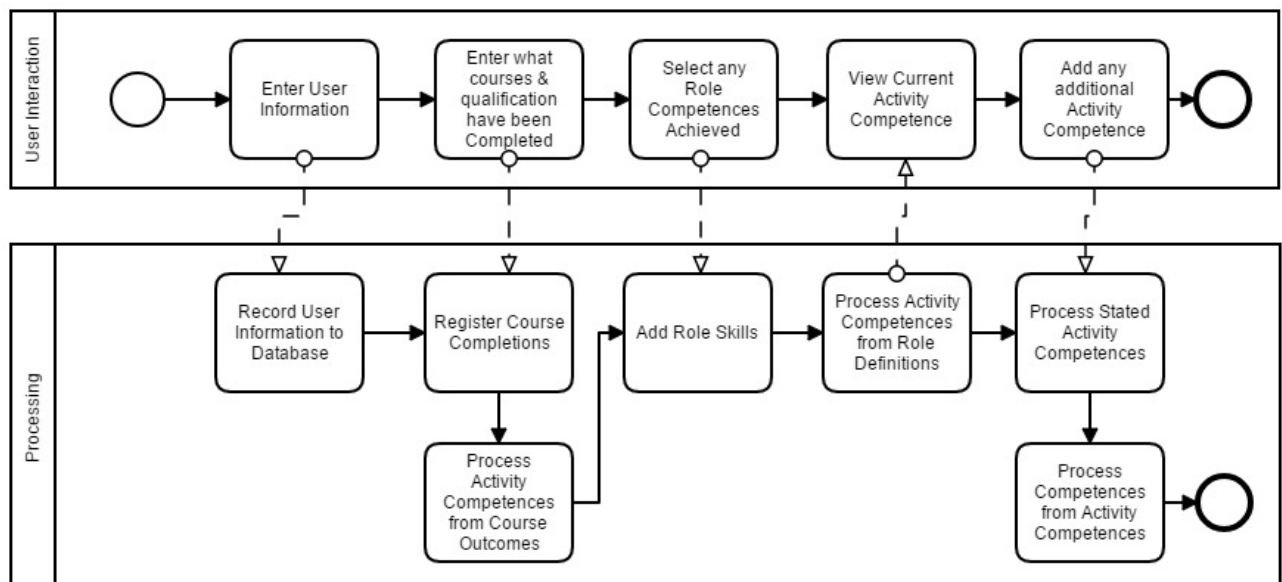 User Interaction
Enter User
Information
Enter what
courses &
qualification
have been
Completed
Select any
Role
Competences
Achieved
View Current
Activity
Competence
Add any
additional
Activity
Competence
Processing
Record User
Information to
Database
Register Course
Completions
Add Role Skills
Process Activity
Competences
from Role
Definitions
Process Stated
Activity
Competences
Process
Activity
Competences
from Course
Outcomes
Process
Competences
from Activity
Competences